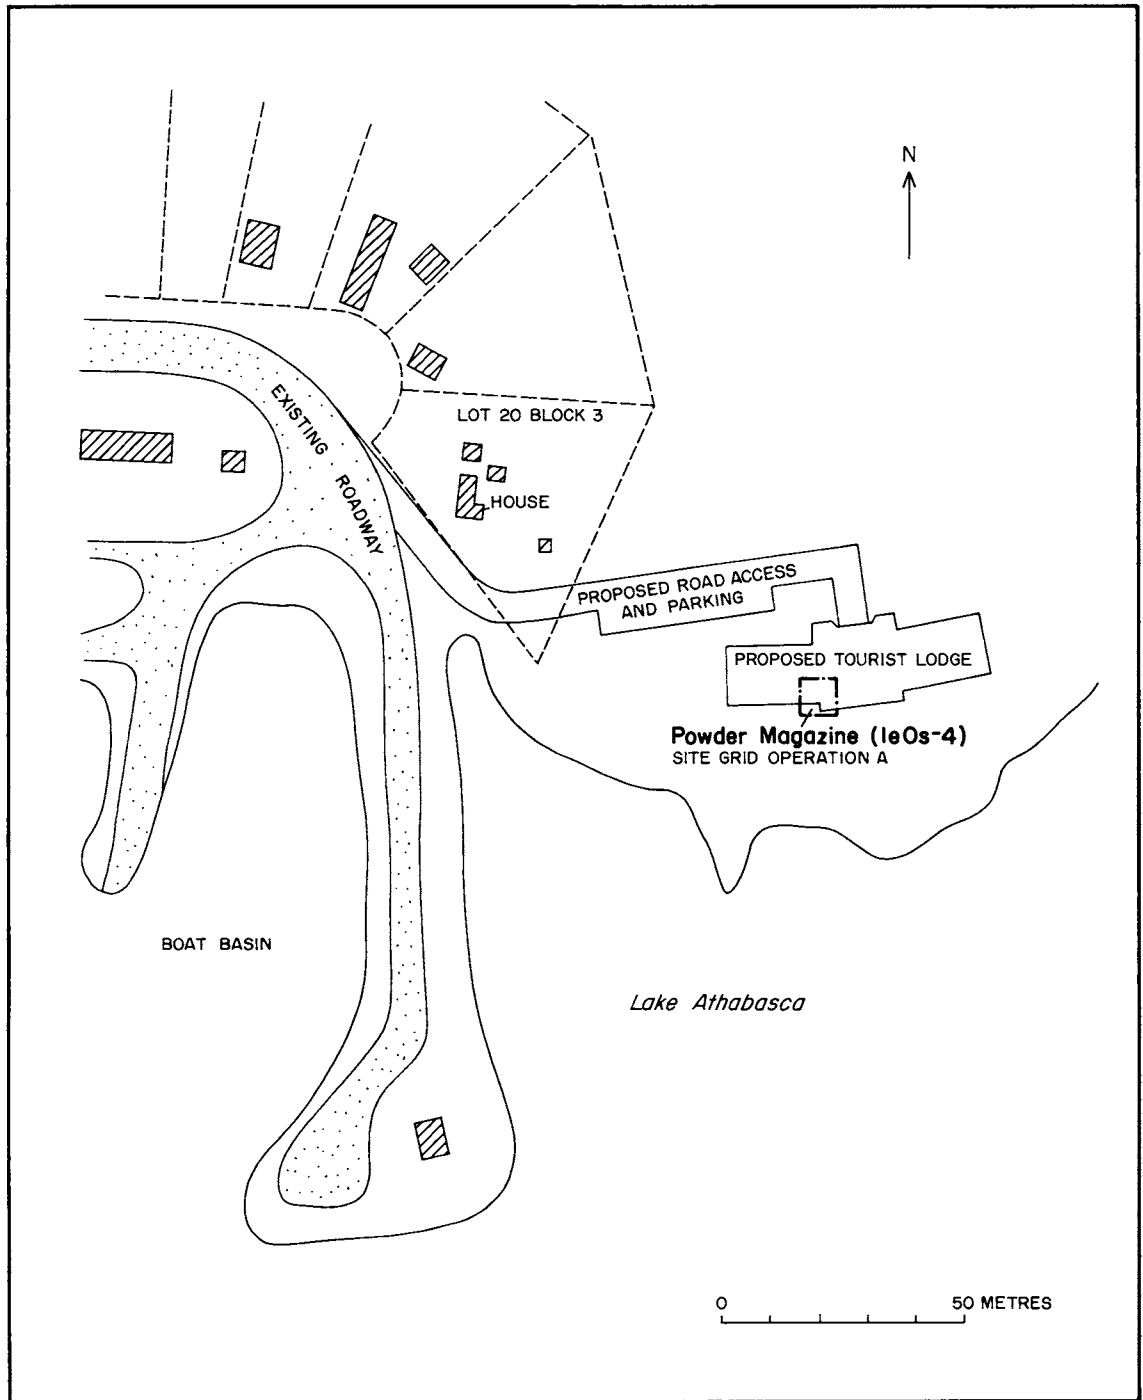 N
LOT 20 BLOCK 3
EXISTING ROADWAY
HOUSE
PROPOSED ROAD ACCESS
AND PARKING
PROPOSED TOURIST LODGE
Powder Magazine (IeOs-4)
SITE GRID OPERATION A
BOAT BASIN
Lake Athabasca
0 50 METRES